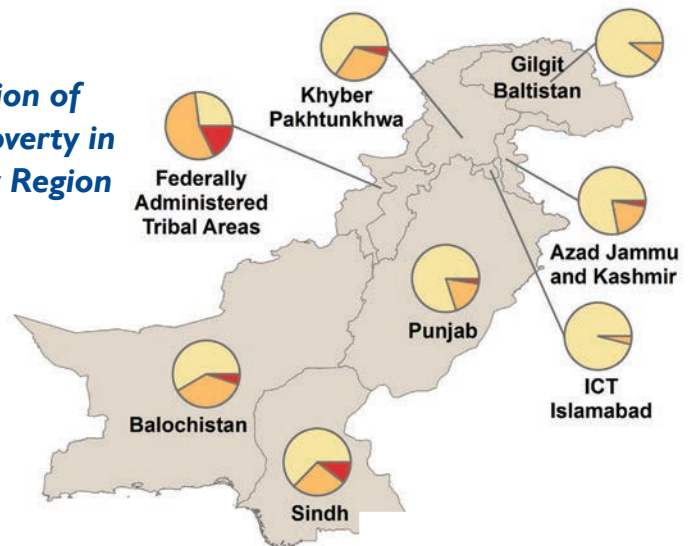 ion of
overty in
Region
Khyber
Pakhtunkhwa
Gilgit
Baltistan
Federally
Administered
Tribal Areas
Azad Jammu
and Kashmir
Punjab
ICT
Islamabad
Balochistan
Sindh